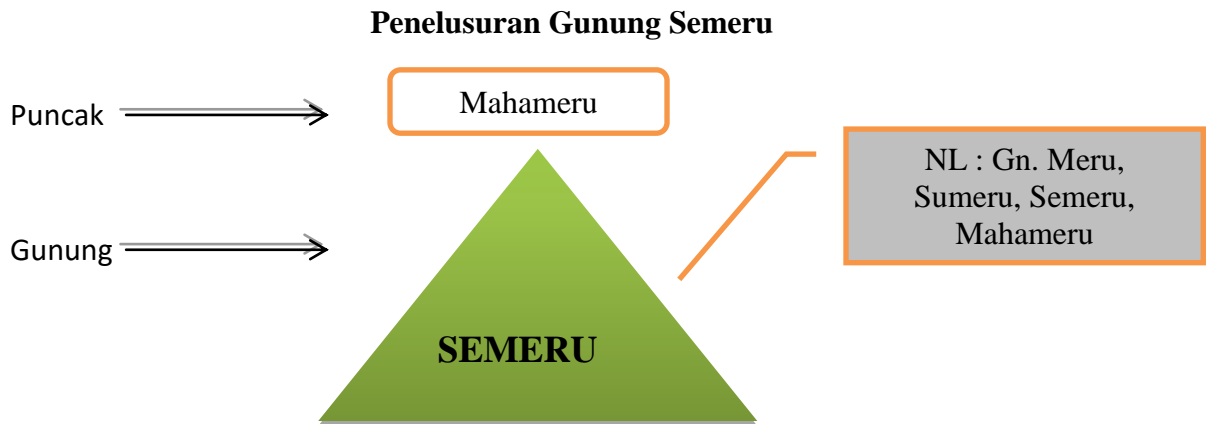 Penelusuran Gunung Semeru
Puncak
Mahameru
NL : Gn. Meru,
Sumeru, Semeru,
Mahameru
Gunung
SEMERU